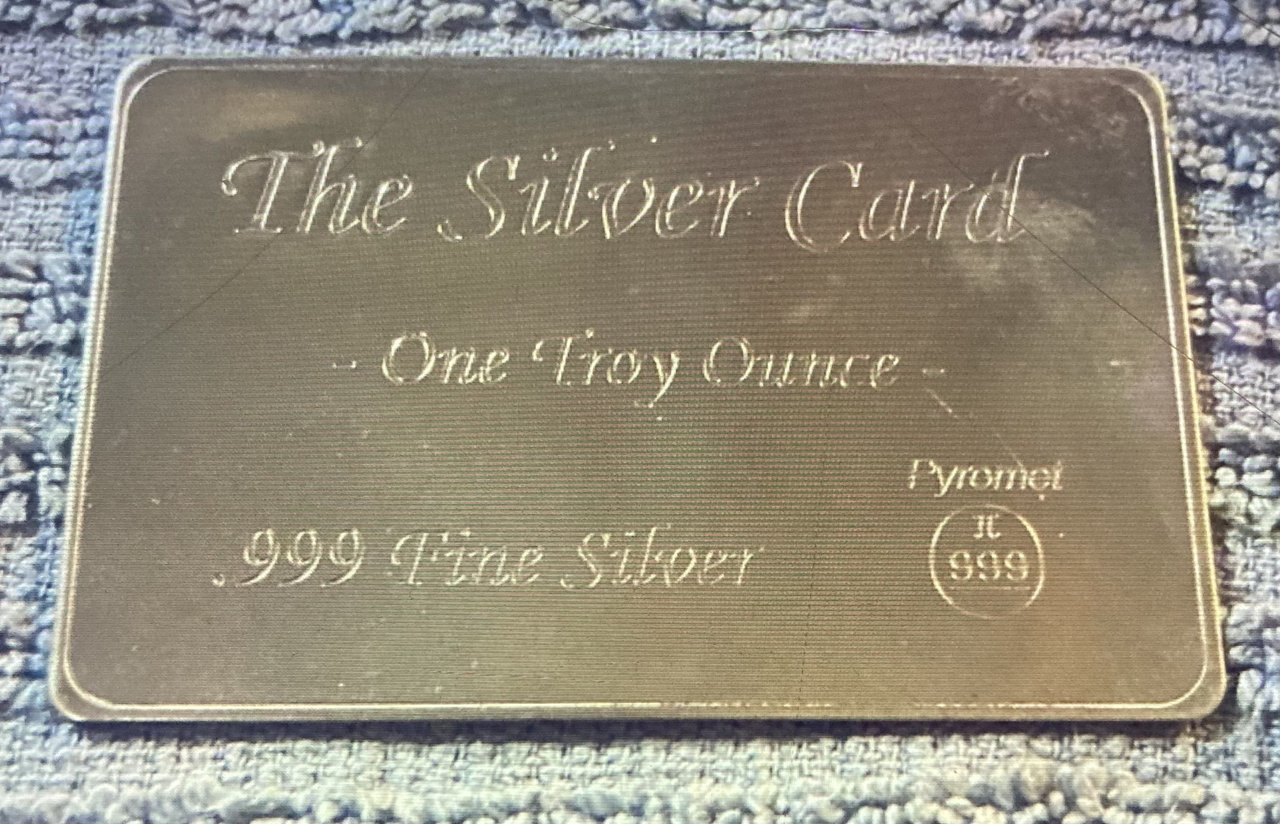 The Silver Card
- One Troy Ounce -
Pyromet
π
999
.999 Fine Silver